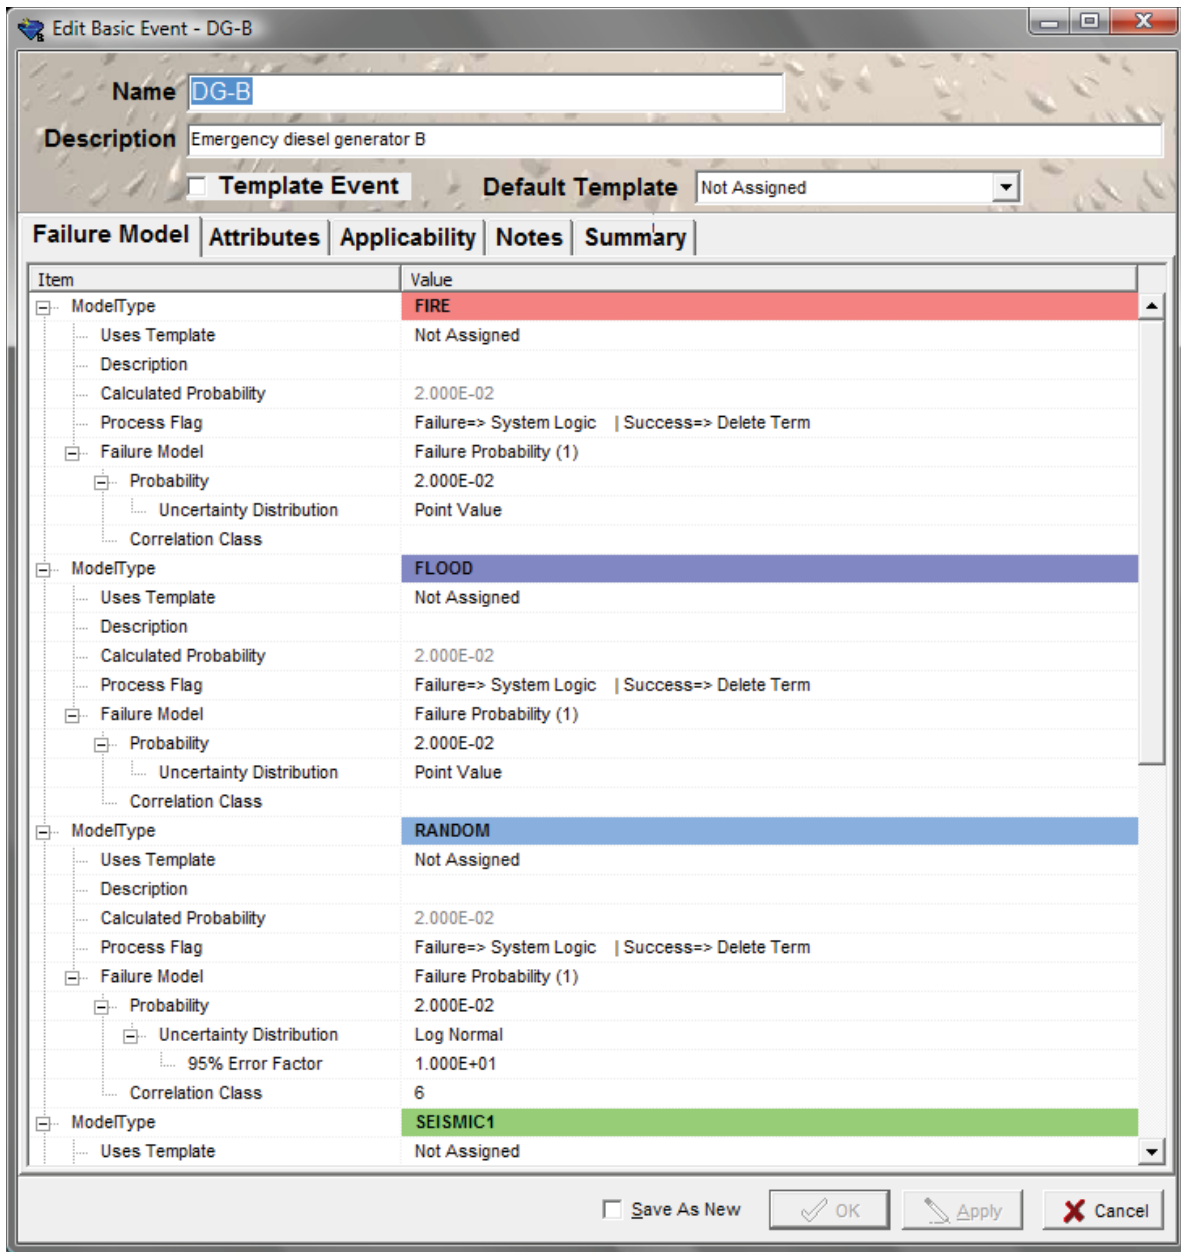 Edit Basic Event - DG-B
Name DG-B
Description Emergency diesel generator B
Template Event Default Template Not Assigned
Failure Model Attributes Applicability Notes Summary
Item Value
ModelType FIRE
Uses Template Not Assigned
Description
Calculated Probability 2.000E-02
Process Flag Failure=> System Logic | Success=> Delete Term
Failure Model Failure Probability (1)
Probability 2.000E-02
Uncertainty Distribution Point Value
Correlation Class
ModelType FLOOD
Uses Template Not Assigned
Description
Calculated Probability 2.000E-02
Process Flag Failure=> System Logic | Success=> Delete Term
Failure Model Failure Probability (1)
Probability 2.000E-02
Uncertainty Distribution Point Value
Correlation Class
ModelType RANDOM
Uses Template Not Assigned
Description
Calculated Probability 2.000E-02
Process Flag Failure=> System Logic | Success=> Delete Term
Failure Model Failure Probability (1)
Probability 2.000E-02
Uncertainty Distribution Log Normal
95% Error Factor 1.000E+01
Correlation Class 6
ModelType SEISMIC1
Uses Template Not Assigned
Save As New OK Apply Cancel